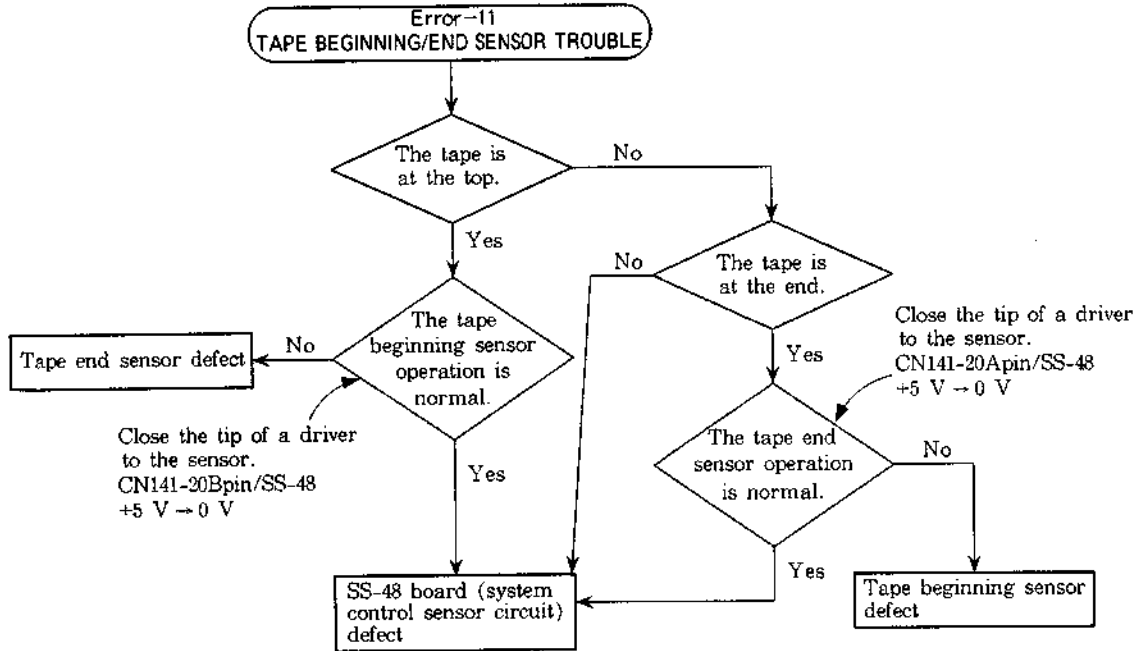 Error-11
TAPE BEGINNING/END SENSOR TROUBLE
The tape is
at the top.
No
Yes
The tape is
at the end.
No
Yes
The tape
beginning sensor
operation is
normal.
No
Tape end sensor defect
Close the tip of a driver
to the sensor.
CN141-20Bpin/SS-48
+5 V → 0 V
Yes
Close the tip of a driver
to the sensor.
CN141-20Apin/SS-48
+5 V → 0 V
The tape end
sensor operation
is normal.
No
Yes
SS-48 board (system
control sensor circuit)
defect
Tape beginning sensor
defect